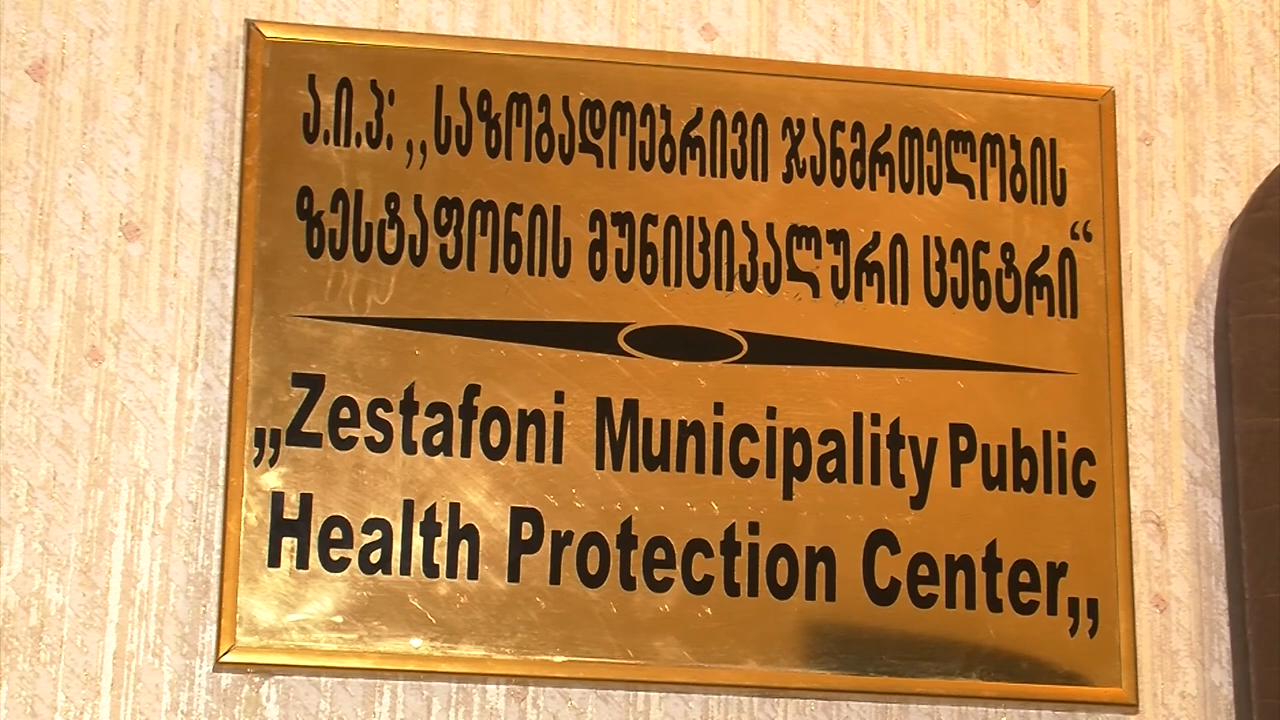 ა.ი.პ: ,,საზოგადოებრივი ჯანმრთელობის
ზესტაფონის მუნიციპალური ცენტრი“
„Zestafoni Municipality Public
Health Protection Center,,